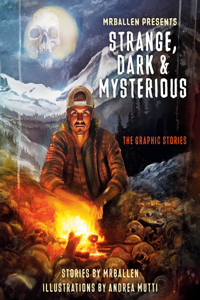 MRBALLEN PRESENTS
STRANGE,
DARK &
MYSTERIOUS
THE GRAPHIC STORIES
STORIES BY MRBALLEN
ILLUSTRATIONS BY ANDREA MUTTI